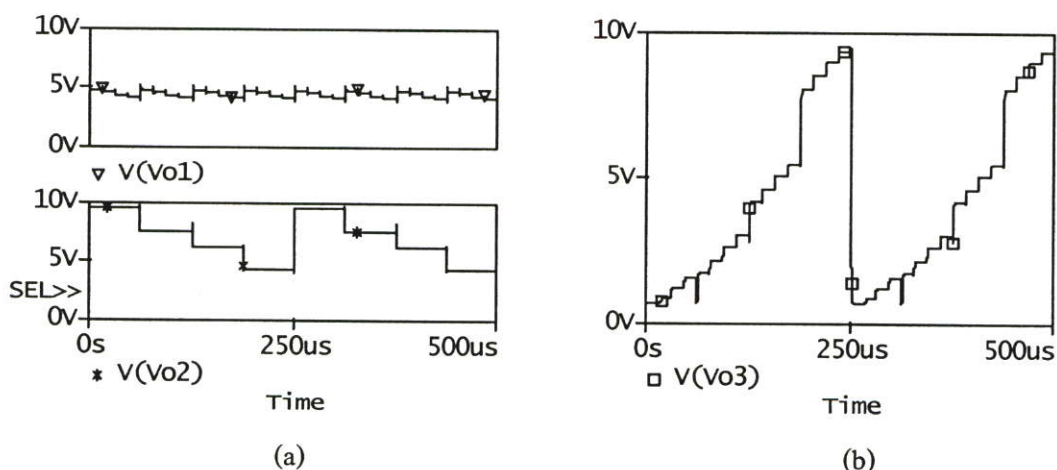 10V
5V
0V
▽ V(Vo1)
10V
5V
SEL>>
0V
0s 250us 500us
* V(Vo2)
Time
(a)
10V
5V
0V
0s 250us 500us
□ V(Vo3)
Time
(b)